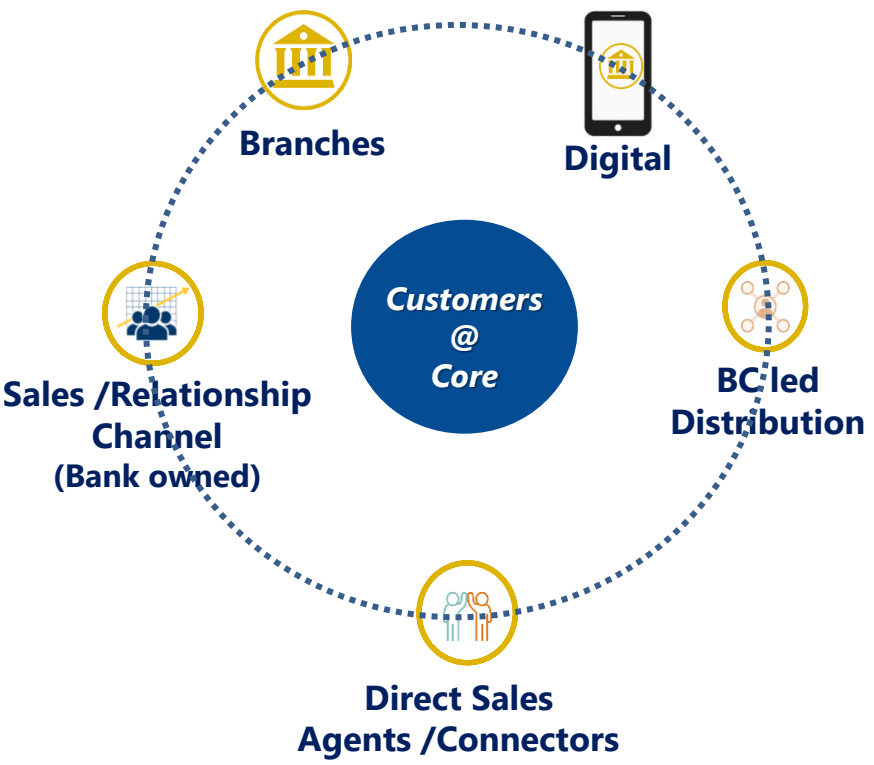 Branches
Digital
Customers
@
Core
Sales /Relationship
Channel
(Bank owned)
BC led
Distribution
Direct Sales
Agents /Connectors